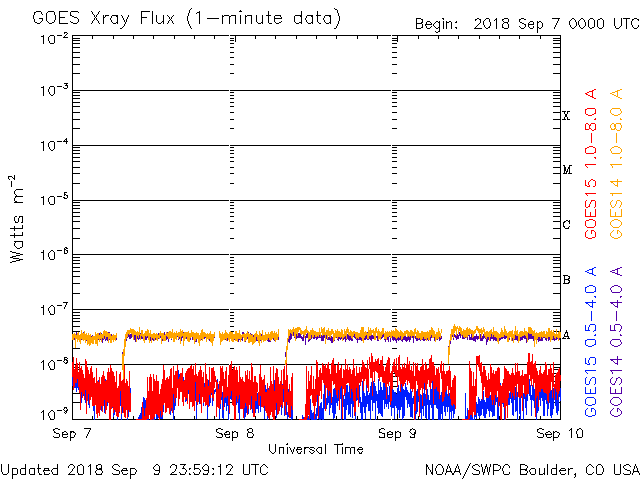 GOES Xray Flux (1-minute data)
Begin: 2018 Sep 7 0000 UTC
10⁻²
10⁻³
10⁻⁴
10⁻⁵
10⁻⁶
10⁻⁷
10⁻⁸
10⁻⁹
Watts m⁻²
X
M
C
B
A
GOES15 1.0-8.0 A
GOES14 1.0-8.0 A
GOES15 0.5-4.0 A
GOES14 0.5-4.0 A
Sep 7 Sep 8 Sep 9 Sep 10
Universal Time
Updated 2018 Sep 9 23:59:12 UTC
NOAA/SWPC Boulder, CO USA